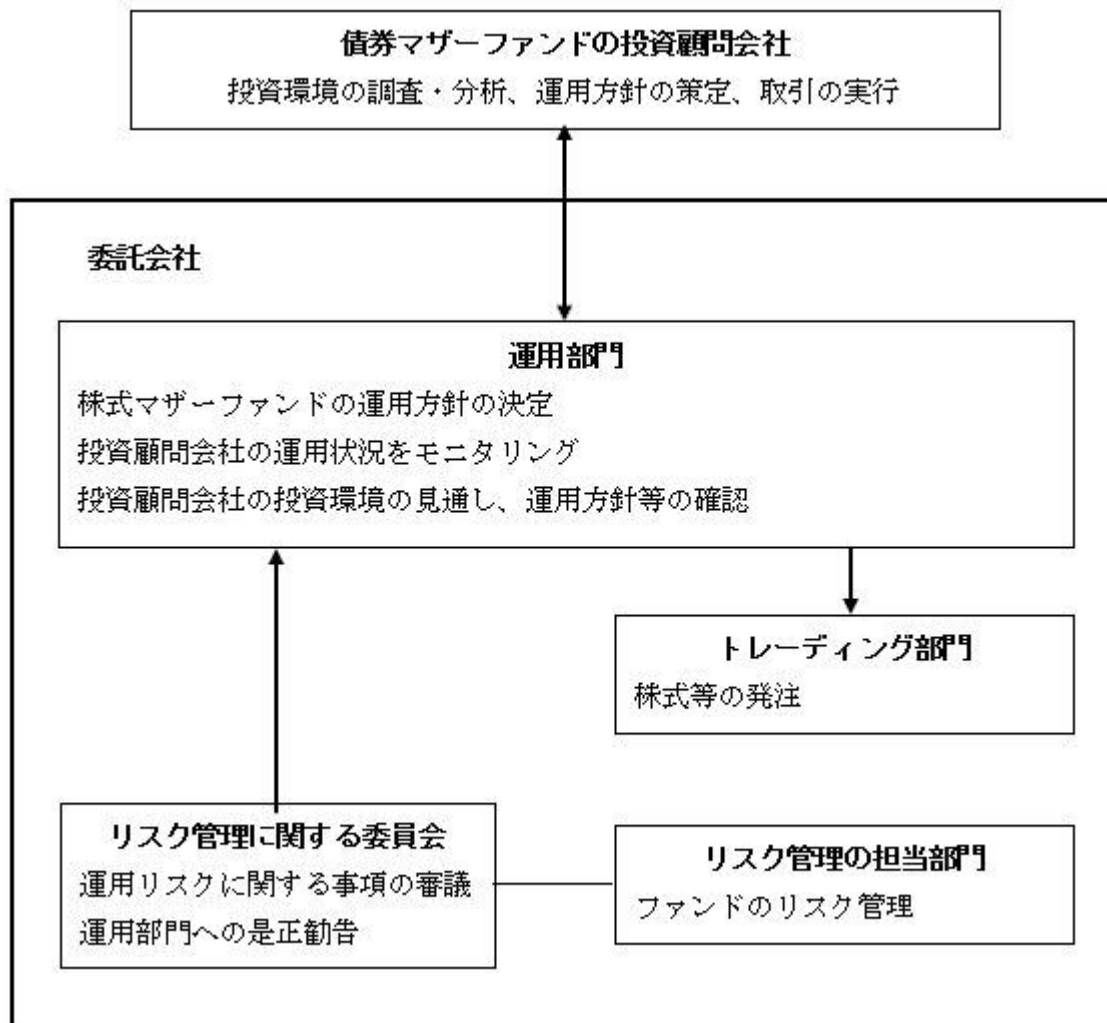 債券マザーファンドの投資顧問会社
投資環境の調査・分析、運用方針の策定、取引の実行
委託会社
運用部門
株式マザーファンドの運用方針の決定
投資顧問会社の運用状況をモニタリング
投資顧問会社の投資環境の見通し、運用方針等の確認
トレーディング部門
株式等の発注
リスク管理に関する委員会
運用リスクに関する事項の審議
運用部門への是正勧告
リスク管理の担当部門
ファンドのリスク管理